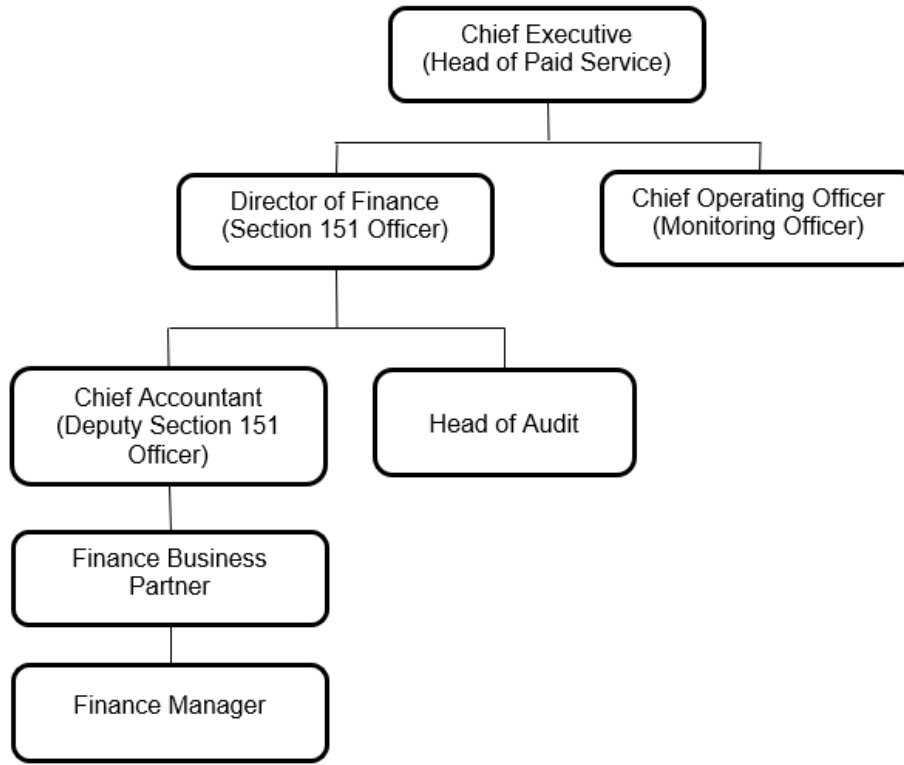 Chief Executive
(Head of Paid Service)
Director of Finance
(Section 151 Officer)
Chief Operating Officer
(Monitoring Officer)
Chief Accountant
(Deputy Section 151
Officer)
Head of Audit
Finance Business
Partner
Finance Manager